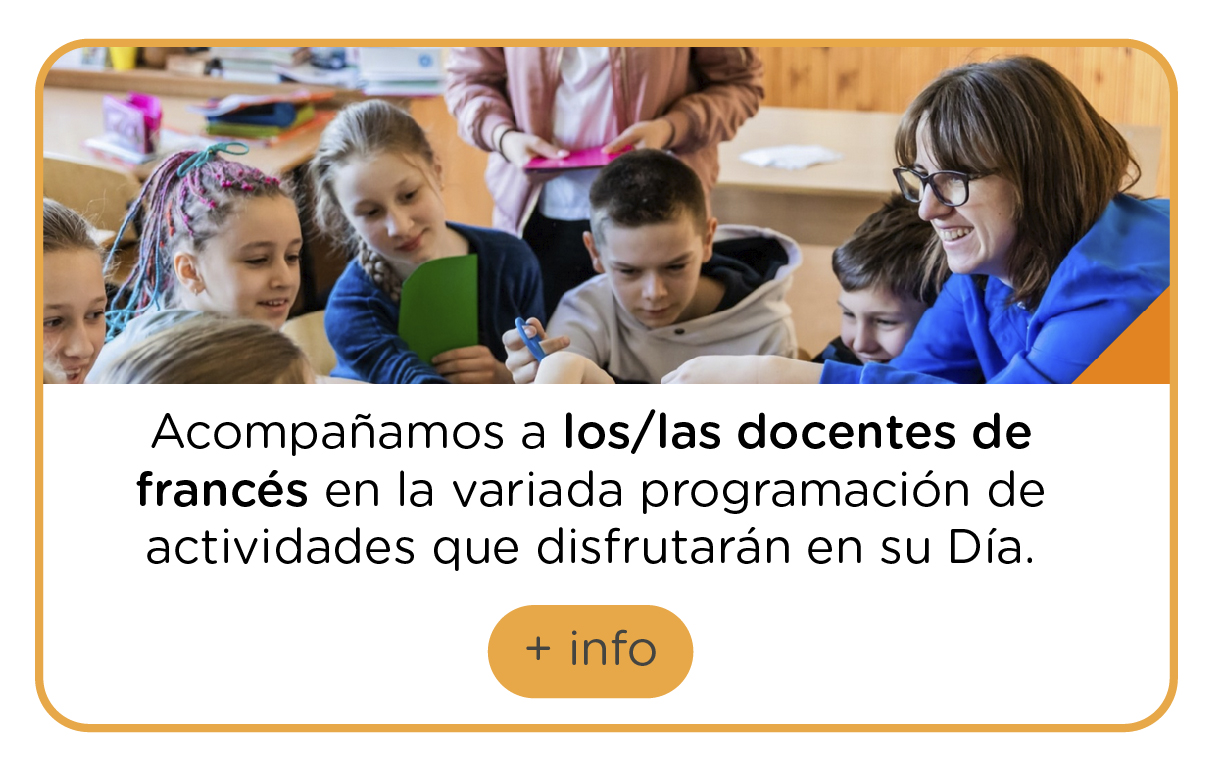 Acompañamos a los/las docentes de
francés en la variada programación de
actividades que disfrutarán en su Día.
+ info